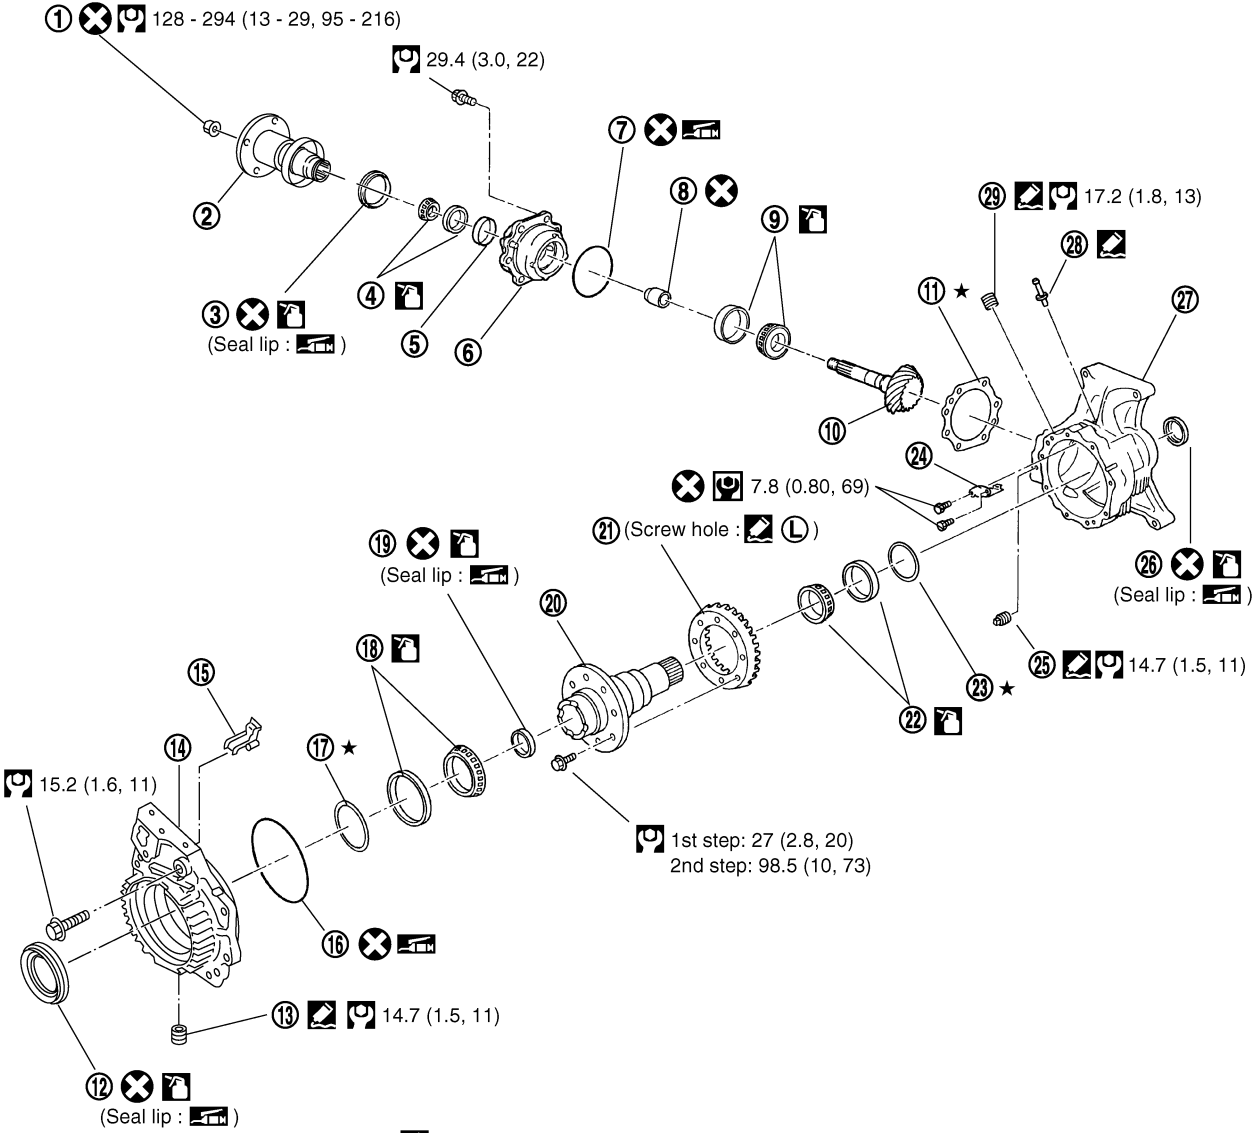 1 128 - 294 (13 - 29, 95 - 216)
29.4 (3.0, 22)
7
8
2
9
29 17.2 (1.8, 13)
28
11 ★
27
3
(Seal lip : )
4
5
6
10
24
7.8 (0.80, 69)
21 (Screw hole : L )
19
(Seal lip : )
26
(Seal lip : )
20
18
25 14.7 (1.5, 11)
15
23 ★
22
14
17 ★
15.2 (1.6, 11)
1st step: 27 (2.8, 20)
2nd step: 98.5 (10, 73)
16
13 14.7 (1.5, 11)
12
(Seal lip : )